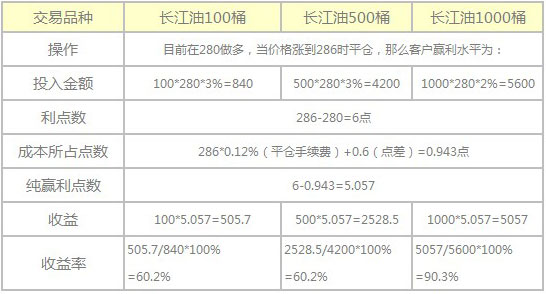 交易品种 长江油100桶 长江油500桶 长江油1000桶
操作 目前在280做多，当价格涨到286时平仓，那么客户赢利水平为：
投入金额 100*280*3%=840 500*280*3%=4200 1000*280*2%=5600
利点数 286-280=6点
成本所占点数 286*0.12%（平仓手续费）+0.6（点差）=0.943点
纯赢利点数 6-0.943=5.057
收益 100*5.057=505.7 500*5.057=2528.5 1000*5.057=5057
收益率 505.7/840*100% 2528.5/4200*100% 5057/5600*100%
=60.2% =60.2% =90.3%